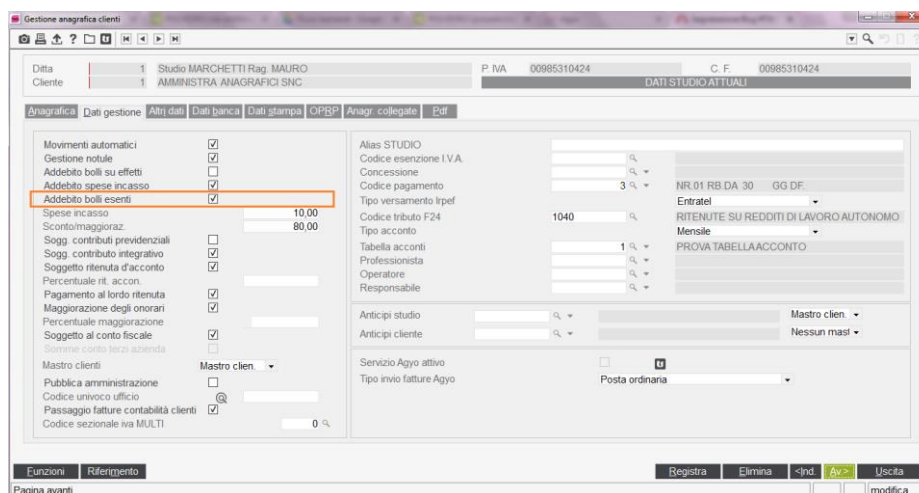 Gestione anagrafica clienti
Ditta 1 Studio MARCHETTI Rag. MAURO P. IVA 00985310424 C. F. 00985310424
Cliente 1 AMMINISTRA ANAGRAFICI SNC DATI STUDIO ATTUALI
Anagrafica Dati gestione Altri dati Dati banca Dati stampa OPRP Anagr. collegate Pdf
Movimenti automatici
Gestione notule
Addebito bolli su effetti
Addebito spese incasso
Addebito bolli esenti
Spese incasso 10,00
Sconto/maggioraz. 80,00
Sogg. contributi previdenziali
Sogg. contributo integrativo
Soggetto ritenuta d'acconto
Percentuale rit. accon.
Pagamento al lordo ritenuta
Maggiorazione degli onorari
Percentuale maggiorazione
Soggetto al conto fiscale
Somme conto terzi azienda
Mastro clienti Mastro clien.
Pubblica amministrazione
Codice univoco ufficio
Passaggio fatture contabilità clienti
Codice sezionale iva MULTI 0
Alias STUDIO
Codice esenzione I.V.A.
Concessione
Codice pagamento 3 NR.01 RB.DA 30 GG DF.
Tipo versamento Irpef Entratel
Codice tributo F24 1040 RITENUTE SU REDDITI DI LAVORO AUTONOMO
Tipo acconto Mensile
Tabella acconti 1 PROVA TABELLA ACCONTO
Professionista
Operatore
Responsabile
Anticipi studio Mastro clien.
Anticipi cliente Nessun mast
Servizio Agyo attivo
Tipo invio fatture Agyo Posta ordinaria
Funzioni Riferimento Registra Elimina <Ind. Av.> Uscita
Pagina avanti modifica